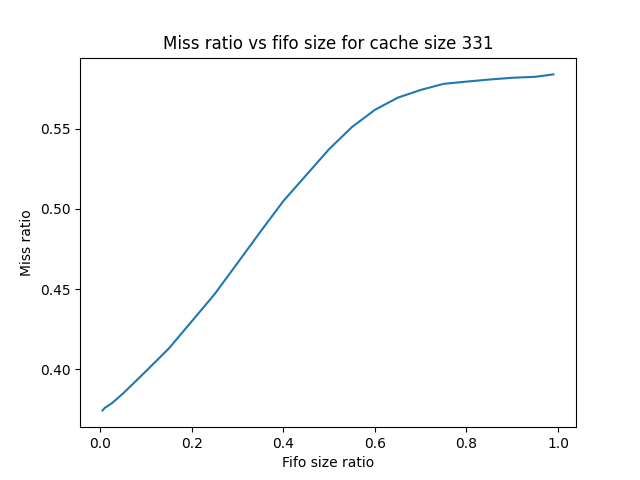 Miss ratio vs fifo size for cache size 331
0.55
0.50
0.45
0.40
Miss ratio
0.0 0.2 0.4 0.6 0.8 1.0
Fifo size ratio